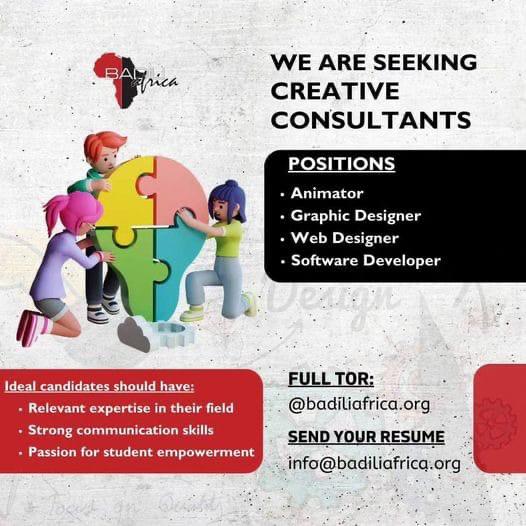 BADILI
africa
WE ARE SEEKING
CREATIVE
CONSULTANTS
POSITIONS
• Animator
• Graphic Designer
• Web Designer
• Software Developer
Design
Ideal candidates should have:
• Relevant expertise in their field
• Strong communication skills
• Passion for student empowerment
FULL TOR:
@badiliafrica.org
SEND YOUR RESUME
info@badiliafrica.org